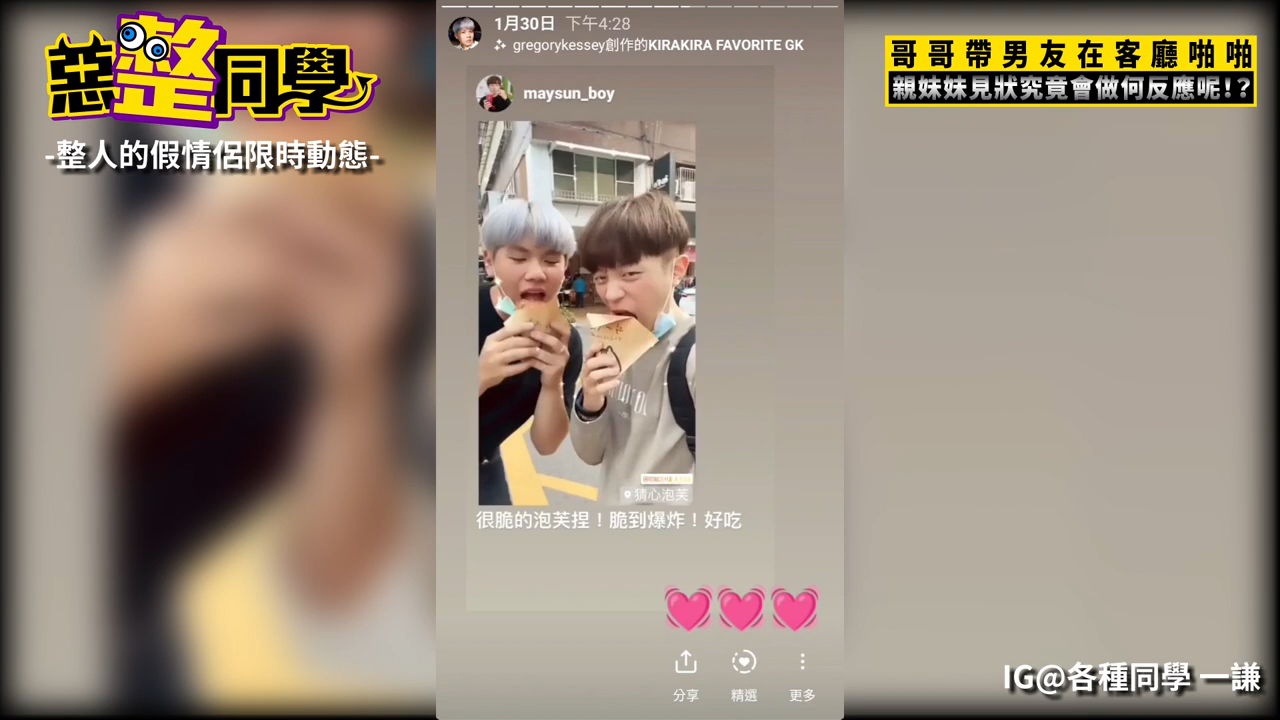 惡整同學
-整人的假情侶限時動態-
1月30日 下午4:28
gregorykessey創作的KIRAKIRA FAVORITE GK
maysun_boy
猜心泡芙
很脆的泡芙捏！脆到爆炸！好吃
分享
精選
更多
哥哥帶男友在客廳啪啪
親妹妹見狀究竟會做何反應呢!?
IG@各種同學 一謙